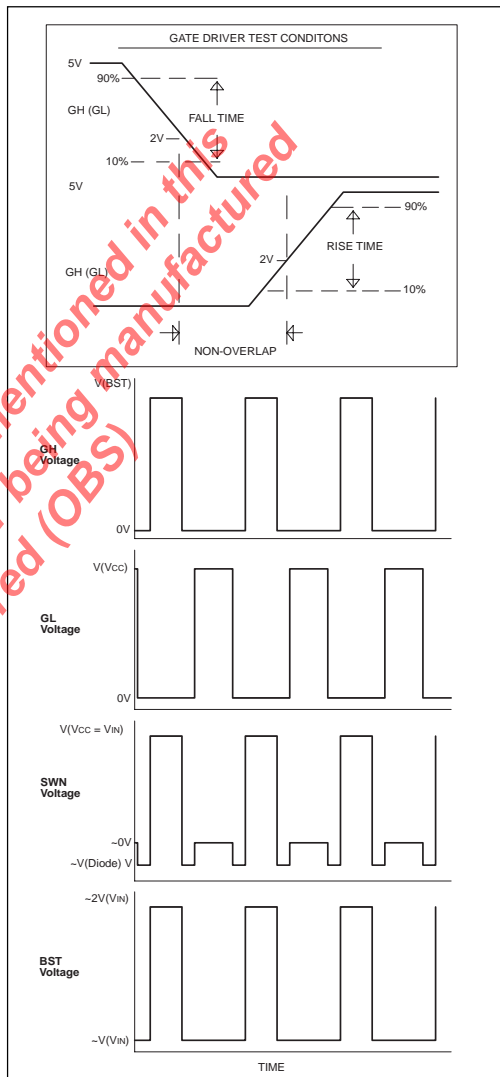 GATE DRIVER TEST CONDITONS
5V
90%
GH (GL)
FALL TIME
2V
10%
5V
90%
RISE TIME
2V
GH (GL)
10%
NON-OVERLAP
V(BST)
GH
Voltage
0V
V(VCC)
GL
Voltage
0V
V(VCC = VIN)
SWN
Voltage
~0V
~V(Diode) V
~2V(VIN)
BST
Voltage
~V(VIN)
TIME
mentioned in this
being manufactured
(OBS)